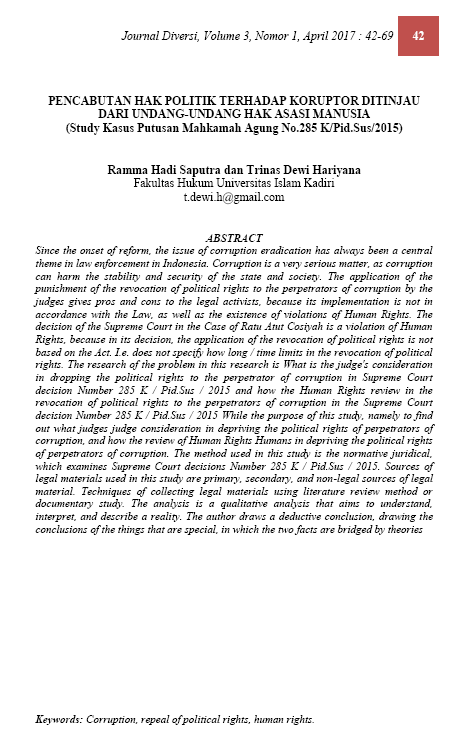 Journal Diversi, Volume 3, Nomor 1, April 2017 : 42-69 42
PENCABUTAN HAK POLITIK TERHADAP KORUPTOR DITINJAU
DARI UNDANG-UNDANG HAK ASASI MANUSIA
(Study Kasus Putusan Mahkamah Agung No.285 K/Pid.Sus/2015)
Ramma Hadi Saputra dan Trinas Dewi Hariyana
Fakultas Hukum Universitas Islam Kadiri
t.dewi.h@gmail.com
ABSTRACT
Since the onset of reform, the issue of corruption eradication has always been a central
theme in law enforcement in Indonesia. Corruption is a very serious matter, as corruption
can harm the stability and security of the state and society. The application of the
punishment of the revocation of political rights to the perpetrators of corruption by the
judges gives pros and cons to the legal activists, because its implementation is not in
accordance with the Law, as well as the existence of violations of Human Rights. The
decision of the Supreme Court in the Case of Ratu Atut Cosiyah is a violation of Human
Rights, because in its decision, the application of the revocation of political rights is not
based on the Act. I.e. does not specify how long / time limits in the revocation of political
rights. The research of the problem in this research is What is the judge's consideration
in dropping the political rights to the perpetrator of corruption in Supreme Court
decision Number 285 K / Pid.Sus / 2015 and how the Human Rights review in the
revocation of political rights to the perpetrators of corruption in the Supreme Court
decision Number 285 K / Pid.Sus / 2015 While the purpose of this study, namely to find
out what judges judge consideration in depriving the political rights of perpetrators of
corruption, and how the review of Human Rights Humans in depriving the political rights
of perpetrators of corruption. The method used in this study is the normative juridical,
which examines Supreme Court decisions Number 285 K / Pid.Sus / 2015. Sources of
legal materials used in this study are primary, secondary, and non-legal sources of legal
material. Techniques of collecting legal materials using literature review method or
documentary study. The analysis is a qualitative analysis that aims to understand,
interpret, and describe a reality. The author draws a deductive conclusion, drawing the
conclusions of the things that are special, in which the two facts are bridged by theories
Keywords: Corruption, repeal of political rights, human rights.